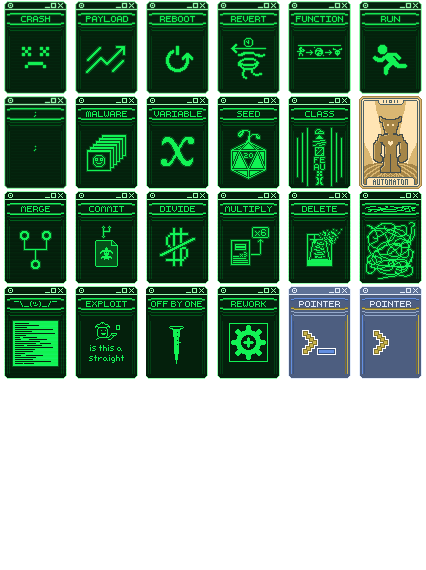 CRASH
PAYLOAD
REBOOT
REVERT
FUNCTION
RUN
;
;
MALWARE
VARIABLE
x
SEED
20
CLASS
AUTOMATON
MERGE
COMMIT
DIVIDE
$
MULTIPLY
x6
x3
DELETE
¯\_(ツ)_/¯
EXPLOIT
is this a
straight
OFF BY ONE
REWORK
POINTER
>_
POINTER
>